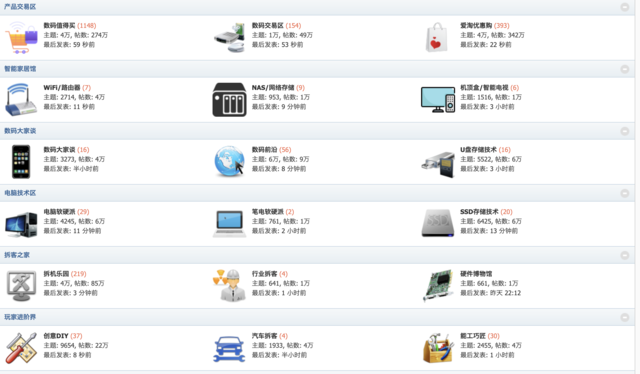 产品交易区
数码值得买 (1148)
主题: 4万, 帖数: 274万
最后发表: 59 秒前
数码交易区 (154)
主题: 1万, 帖数: 49万
最后发表: 53 秒前
爱淘优惠购 (393)
主题: 4万, 帖数: 342万
最后发表: 22 秒前
智能家居馆
WiFi/路由器 (7)
主题: 2714, 帖数: 4万
最后发表: 11 秒前
NAS/网络存储 (9)
主题: 953, 帖数: 1万
最后发表: 9 分钟前
机顶盒/智能电视 (6)
主题: 1516, 帖数: 1万
最后发表: 3 小时前
数码大家谈
数码大家谈 (16)
主题: 3273, 帖数: 4万
最后发表: 半小时前
数码前沿 (56)
主题: 6万, 帖数: 9万
最后发表: 8 分钟前
U盘存储技术 (16)
主题: 5522, 帖数: 6万
最后发表: 3 小时前
电脑技术区
电脑软硬派 (29)
主题: 4245, 帖数: 6万
最后发表: 11 分钟前
笔电软硬派 (2)
主题: 761, 帖数: 1万
最后发表: 2 小时前
SSD存储技术 (20)
主题: 6425, 帖数: 6万
最后发表: 13 分钟前
拆客之家
拆机乐园 (219)
主题: 4万, 帖数: 85万
最后发表: 3 分钟前
行业拆客 (4)
主题: 641, 帖数: 1万
最后发表: 1 小时前
硬件博物馆
主题: 661, 帖数: 1万
最后发表: 昨天 22:12
玩家进阶界
创意DIY (37)
主题: 9654, 帖数: 22万
最后发表: 8 秒前
汽车拆客 (4)
主题: 1933, 帖数: 4万
最后发表: 半小时前
能工巧匠 (30)
主题: 2455, 帖数: 4万
最后发表: 1 小时前
SSD